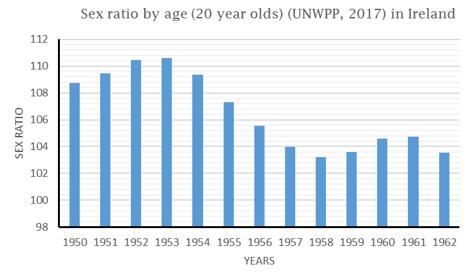 Sex ratio by age (20 year olds) (UNWPP, 2017) in Ireland
112
110
108
106
104
102
100
98
SEX RATIO
1950 1951 1952 1953 1954 1955 1956 1957 1958 1959 1960 1961 1962
YEARS